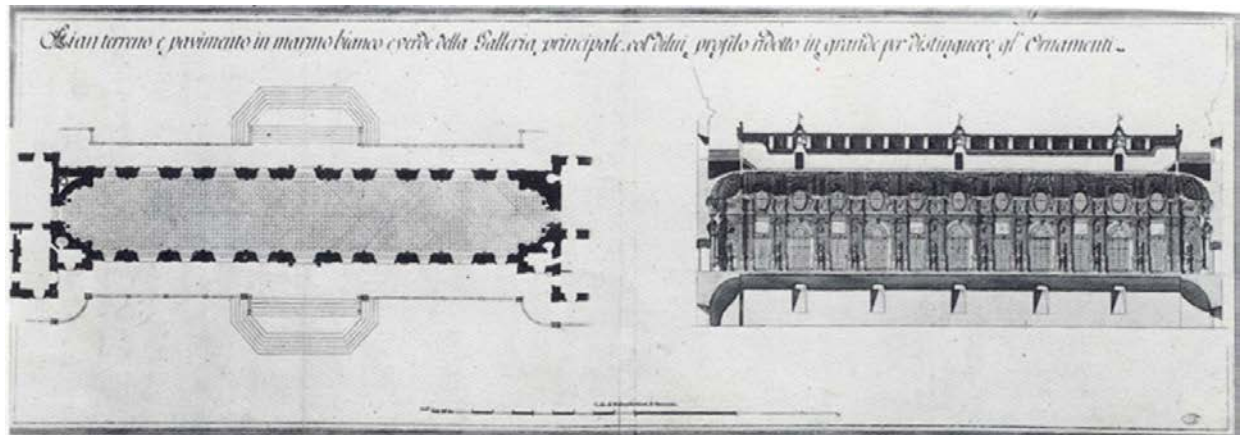 Pian terreno e pavimento in marmo bianco e verde della Galleria principale, col di lui profilo ridotto in grande per distinguere gl' Ornamenti